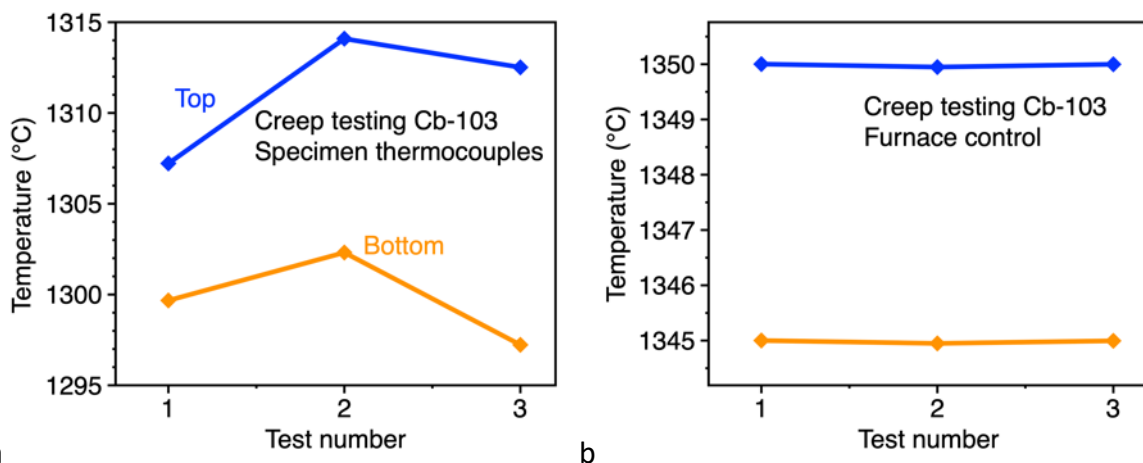 1315
1310
1305
1300
1295
Temperature (°C)
Top
Creep testing Cb-103
Specimen thermocouples
Bottom
1 2 3
Test number
1350
1349
1348
1347
1346
1345
Temperature (°C)
Creep testing Cb-103
Furnace control
1 2 3
Test number
b